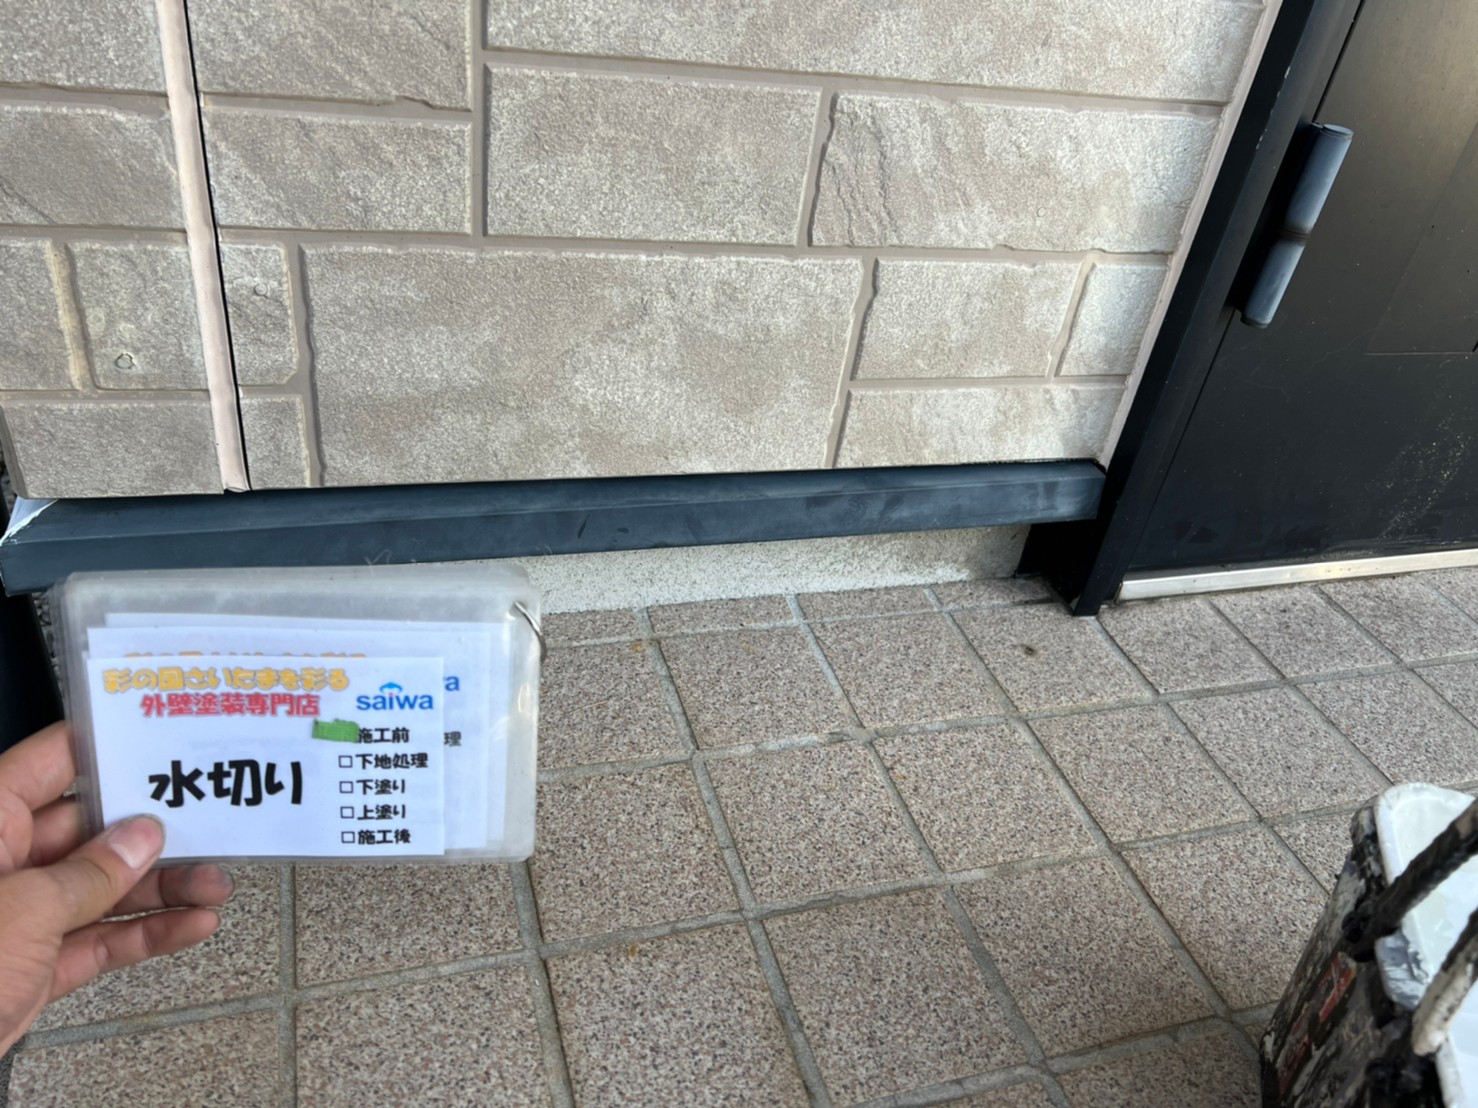 彩の国さいたまを彩る
外壁塗装専門店
saiwa
水切り
施工前
□下地処理
□下塗り
□上塗り
□施工後
理